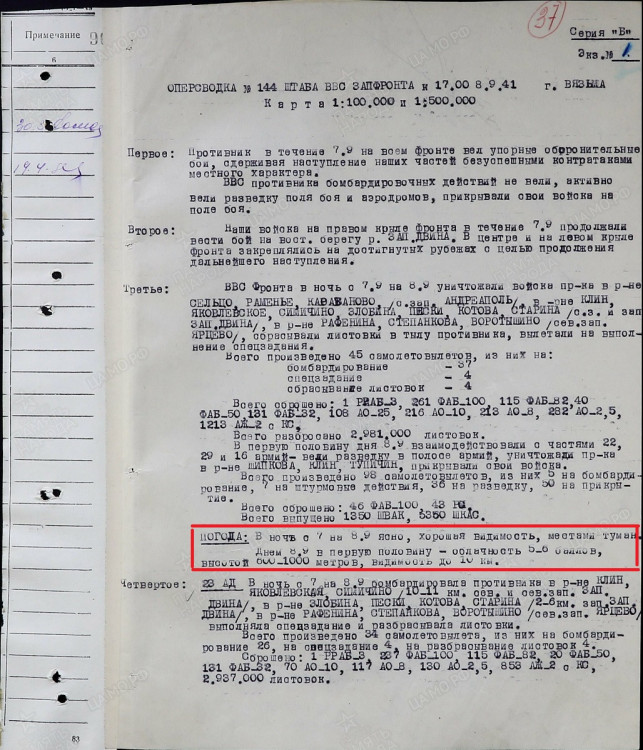 Примечание
6
37
Серия "Б"
Экз.№ 1.
ОПЕРСВОДКА № 144 ШТАБА ВВС ЗАПФРОНТА к 17.00 8.9.41 г. ВЯЗЬМА
Карта 1:100.000 и 1:500.000
Первое: Противник в течение 7.9 на всем фронте вел упорные оборонительные
бои, сдерживая наступление наших частей безуспешными контратаками
местного характера.
ВВС противника бомбардировочных действий не вели, активно
вели разведку поля боя и аэродромов, прикрывали свои войска на
поле боя.
Второе: Наши войска на правом крыле фронта в течение 7.9 продолжали
вести бой на вост. берегу р. ЗАП.ДВИНА. В центре и на левом крыле
фронта закреплялись на достигнутых рубежах с целью продолжения
дальнейшего наступления.
Третье: ВВС Фронта в ночь с 7.9 на 8.9 уничтожали войска пр-ка в р-не
СЕЛЬЦО, РАМЕНЬЕ, КАРАБАНОВО /с.зап. АНДРЕАПОЛЬ/, в р-не КЛИН,
ЯКОВЛЕВСКОЕ, СИМИЧИНО, ЗЛОБИНА, ПЕСКИ, КОТОВА, СТАРИНА /с.з. и зап
ЗАП.ДВИНА/, в р-не РАФЕНИНА, СТЕПАНКОВА, ВОРОТЫШИНО /сев.зап.
ЯРЦЕВО/, сбрасывали листовки в тылу противника, вылетали на выпол-
нение спецзадания.
Всего произведено 45 самолетовылетов, из них на:
бомбардирование - 37
спецзадание - 4
сбрасывание листовок - 4
Всего сброшено: 1 РРАБ-3, 261 ФАБ-100, 115 ФАБ-82, 40
ФАБ-50, 131 ФАБ-32, 108 АО-25, 216 АО-10, 213 АО-8, 282 АО-2,5,
1213 АЖ-2 с КС.
Всего разбросано 2.981.000 листовок.
В первую половину дня 8.9 взаимодействовали с частями 22,
29 и 16 армий- вели разведку в полосе армий, уничтожали пр-ка
в р-не ШИПКОВА, КЛИН, ТУПИЧИН, прикрывали свои войска.
Всего произведено 98 самолетовылетов, из них 5 на бомбарди-
рование, 7 на штурмовые действия, 36 на разведку, 50 на прикры-
тие.
Всего сброшено: 46 ФАБ-100, 43 РС.
Всего выпущено 1350 ШВАК, 5350 ШКАС.
ПОГОДА: В ночь с 7 на 8.9 ясно, хорошая видимость, местами туман.
Днем 8.9 в первую половину - облачность 5-6 баллов,
высотой 600-1000 метров, видимость до 10 км.
Четвертое: 23 АД В ночь с 7 на 8.9 бомбардировала противника в р-не КЛИН,
ЯКОВЛЕВСКАЯ, СИМИЧИНО /10-11 км. сев и сев.зап. ЗАП.
ДВИНА/, в р-не ЗЛОБИНА, ПЕСКИ, КОТОВА, СТАРИНА /2-6км. зап.ЗАП.
ДВИНА/, в р-не РАФЕНИНА, СТЕПАНКОВА, ВОРОТЫШИНО /сев.зап. ЯРЦЕВО/
выполняла спецзадание и разбрасывала листовки.
Всего произведено 34 самолетовылета, из них на бомбарди-
рование 26, на спецзадание 4, на разбрасывание листовок 4.
Сброшено: 1 РРАБ-3, 237 ФАБ-100, 115 ФАБ-82, 20 ФАБ-50,
131 ФАБ-32, 70 АО-10, 117 АО-8, 130 АО-2,5, 853 АЖ-2 с КС,
2.937.000 листовок.
83